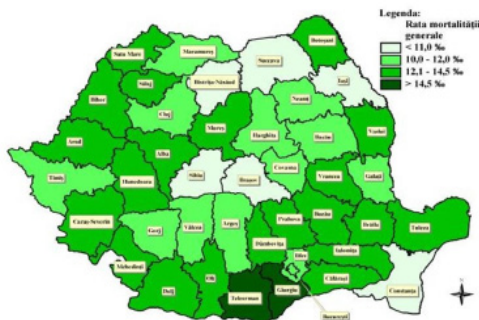 Legenda:
Rata mortalității
generale
< 11,0 ‰
10,0 - 12,0 ‰
12,1 - 14,5 ‰
> 14,5 ‰
Botoșani
Satu Mare
Maramureș
Suceava
Iași
Sălaj
Bistrița-Năsăud
Bihor
Cluj
Neamț
Mureș
Harghita
Bacău
Vaslui
Arad
Alba
Timiș
Hunedoara
Sibiu
Brașov
Covasna
Vrancea
Galați
Caraș-Severin
Gorj
Vâlcea
Argeș
Prahova
Buzău
Brăila
Tulcea
Dâmbovița
Ialomița
Ilfov
Mehedinți
Dolj
Olt
Teleorman
Giurgiu
Călărași
Constanța
București